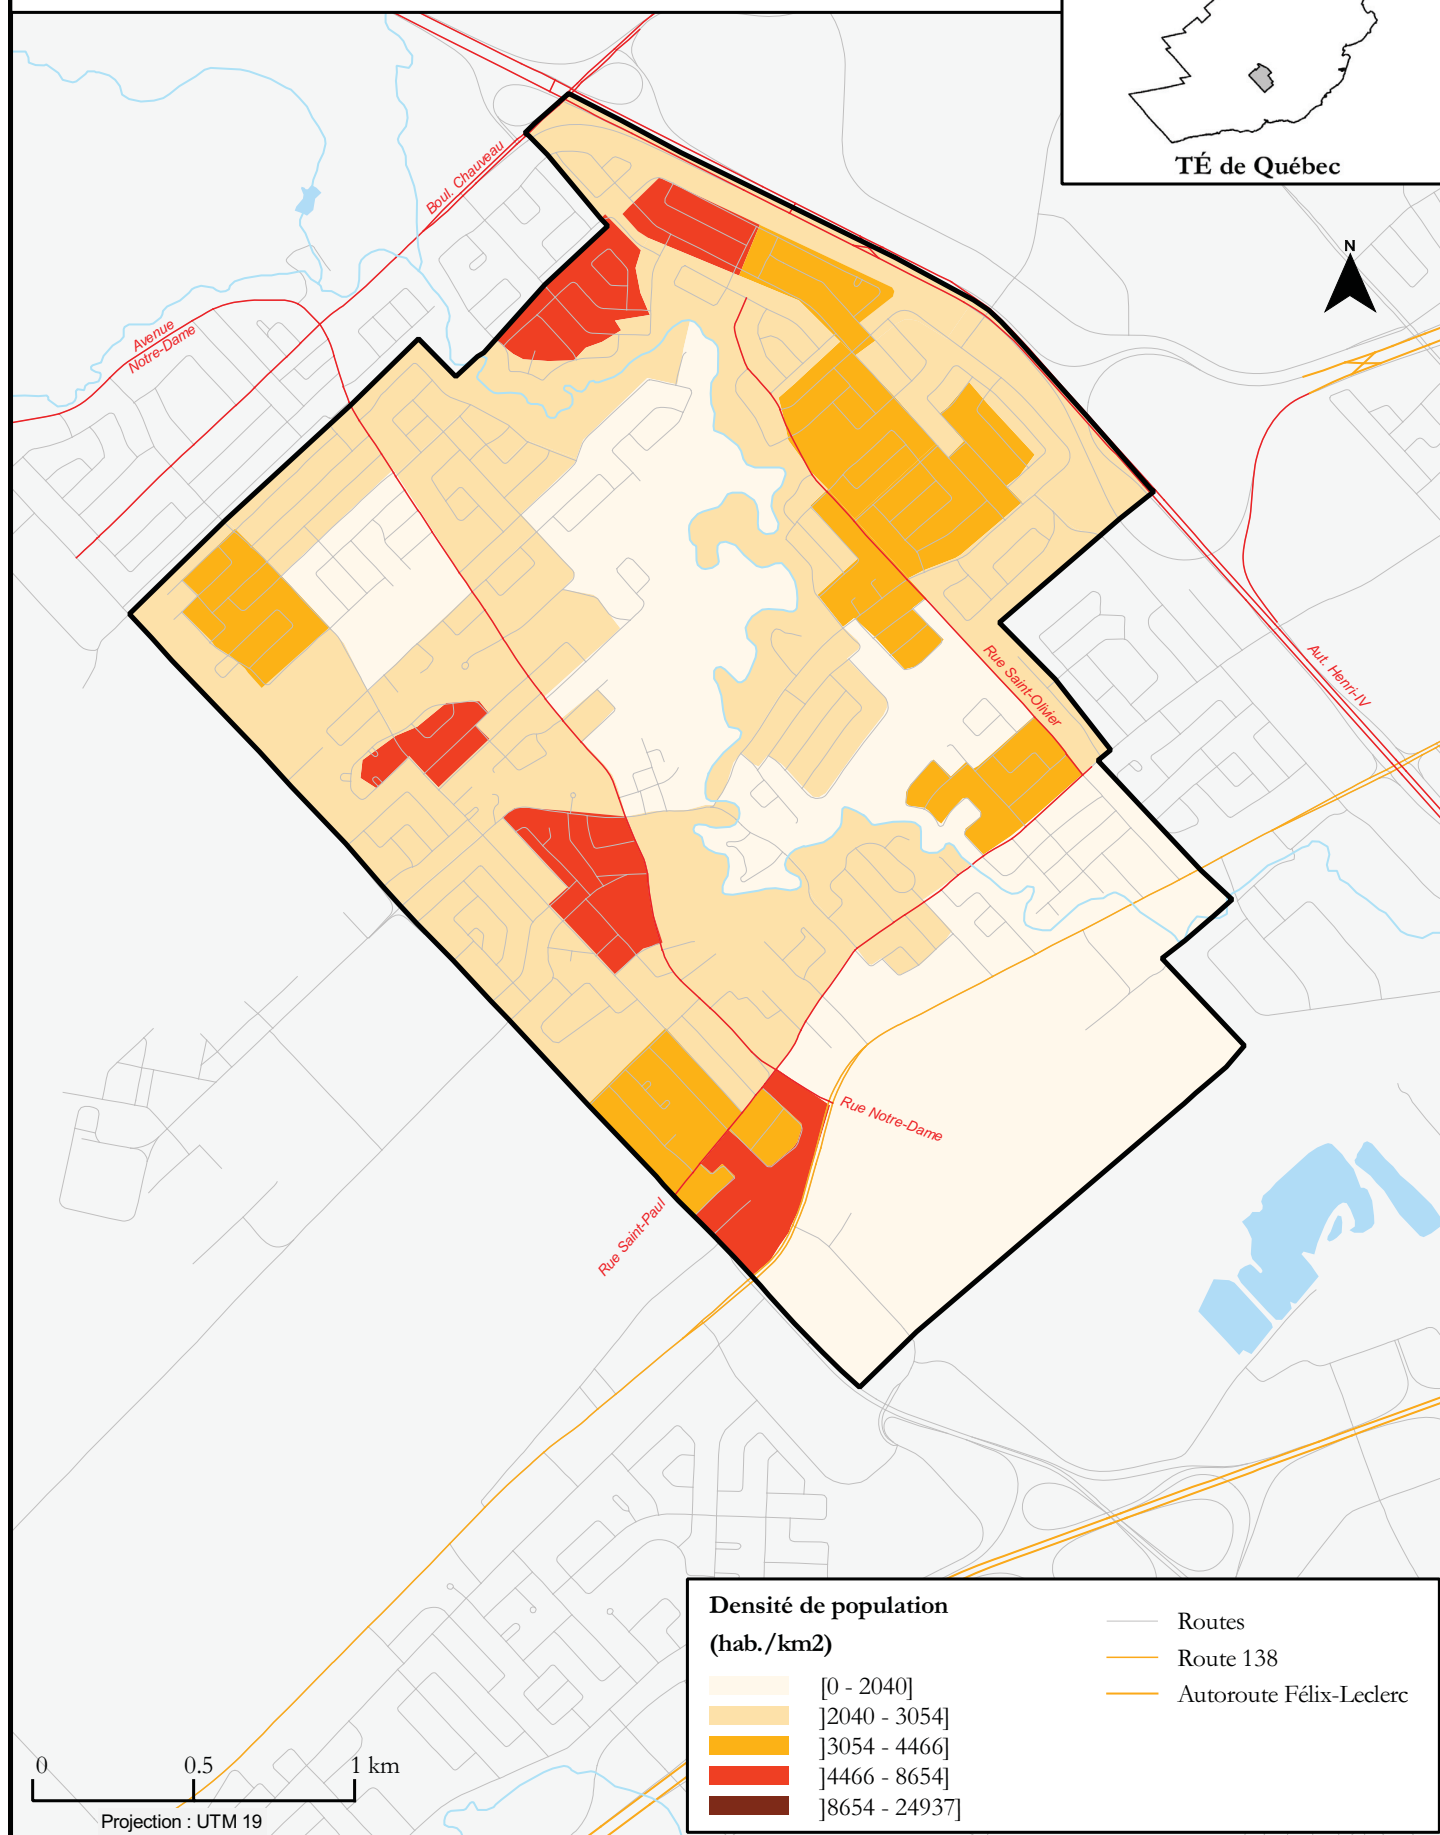 TÉ de Québec
N
Boul. Chauveau
Avenue
Notre-Dame
Rue Saint-Olivier
Aut. Henri-IV
Rue Notre-Dame
Rue Saint-Paul
Densité de population
(hab./km2)
[0 - 2040]
]2040 - 3054]
]3054 - 4466]
]4466 - 8654]
]8654 - 24937]
Routes
Route 138
Autoroute Félix-Leclerc
0 0.5 1 km
Projection : UTM 19